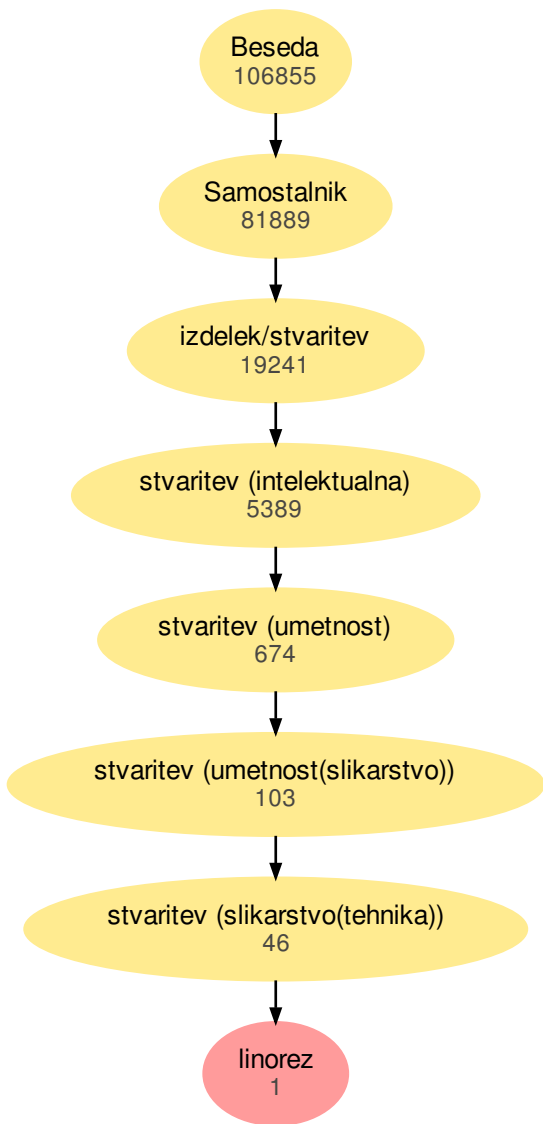 Beseda
106855
Samostalnik
81889
izdelek/stvaritev
19241
stvaritev (intelektualna)
5389
stvaritev (umetnost)
674
stvaritev (umetnost(slikarstvo))
103
stvaritev (slikarstvo(tehnika))
46
linorez
1